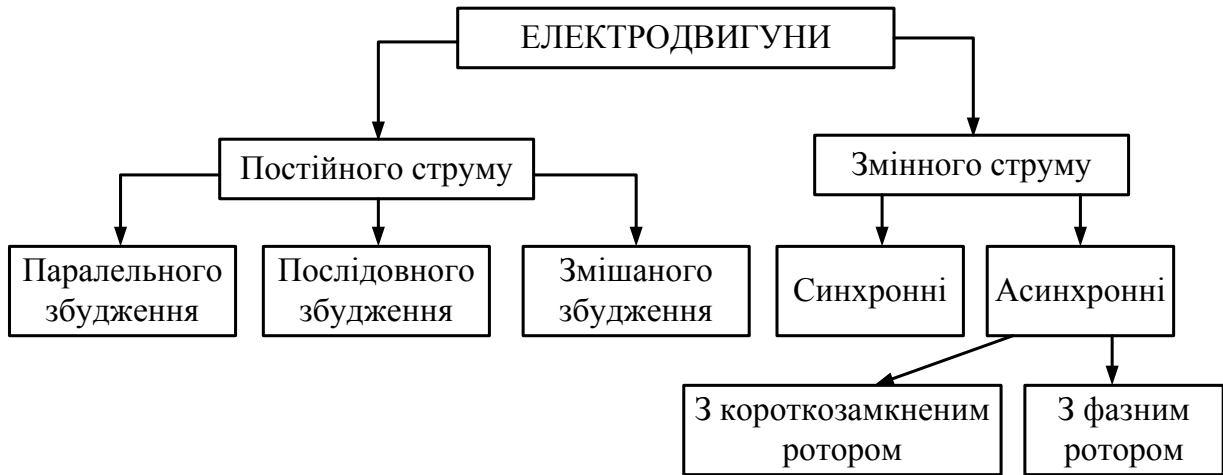 ЕЛЕКТРОДВИГУНИ
Постійного струму
Змінного струму
Паралельного
збудження
Послідовного
збудження
Змішаного
збудження
Синхронні
Асинхронні
З короткозамкненим
ротором
З фазним
ротором